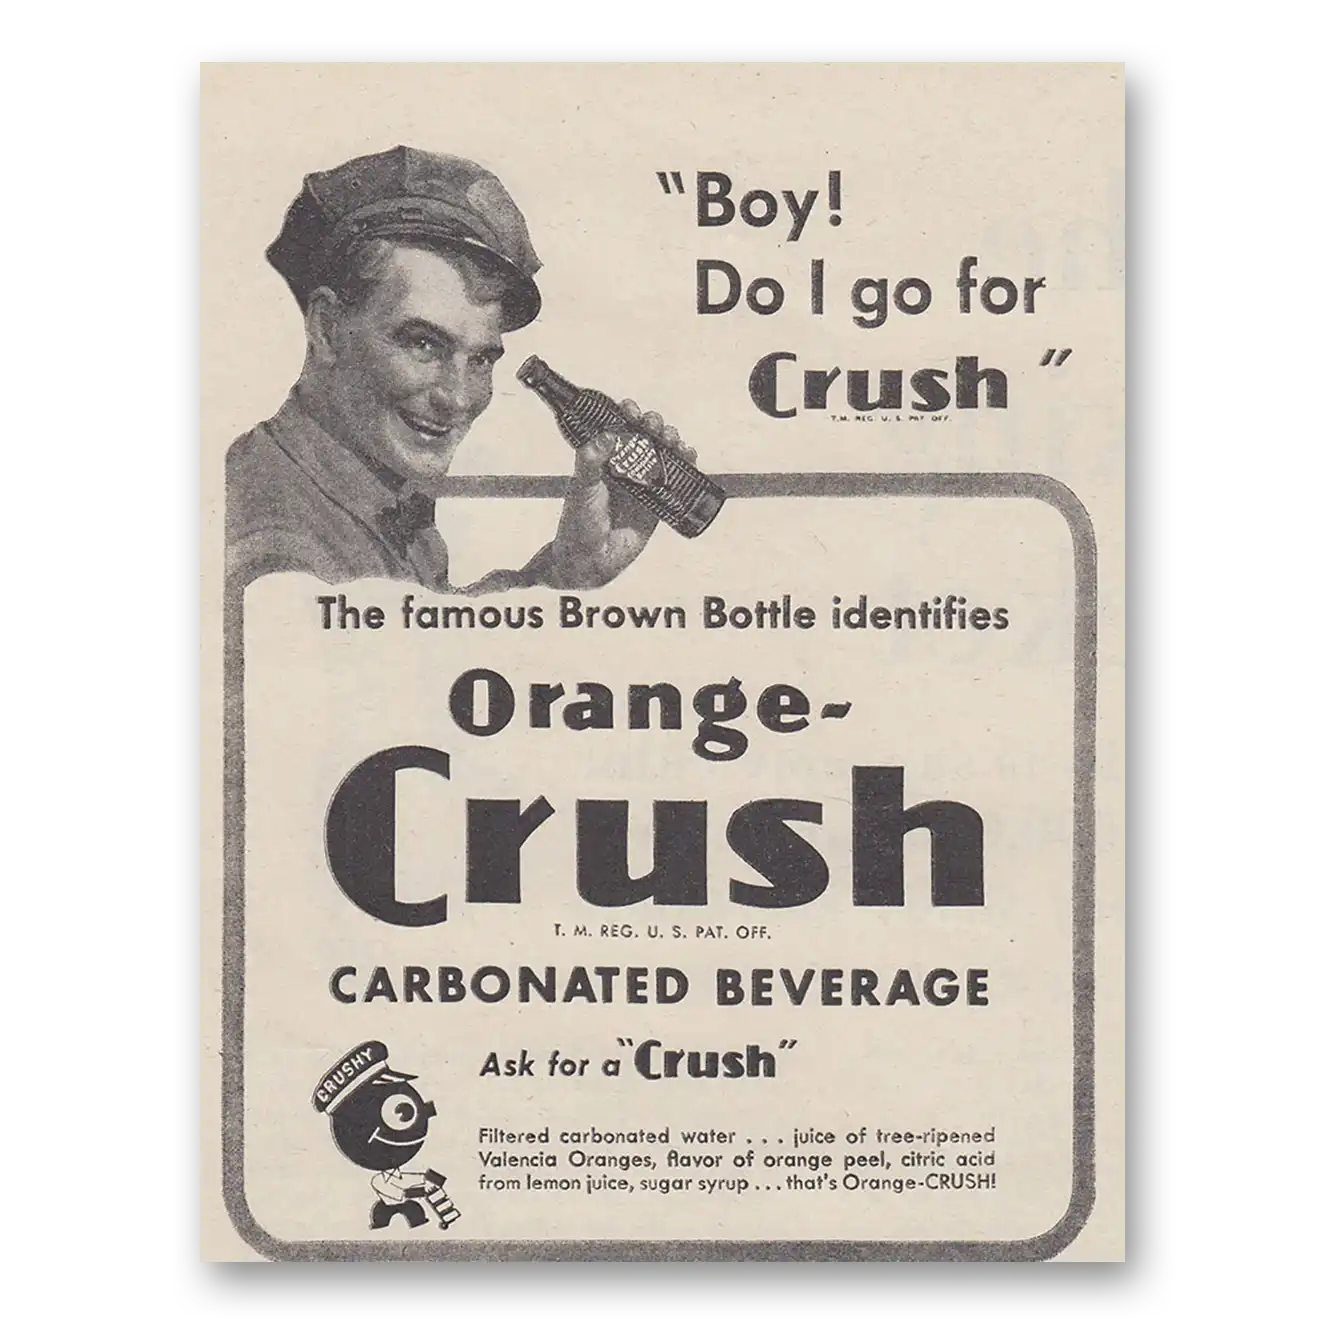 "Boy!
Do I go for
Crush"
T.M. REG. U. S. PAT OFF.
Orange
Crush
The famous Brown Bottle identifies
Orange-
Crush
T. M. REG. U. S. PAT. OFF.
CARBONATED BEVERAGE
CRUSHY
Ask for a "Crush"
Filtered carbonated water . . . juice of tree-ripened
Valencia Oranges, flavor of orange peel, citric acid
from lemon juice, sugar syrup . . . that's Orange-CRUSH!